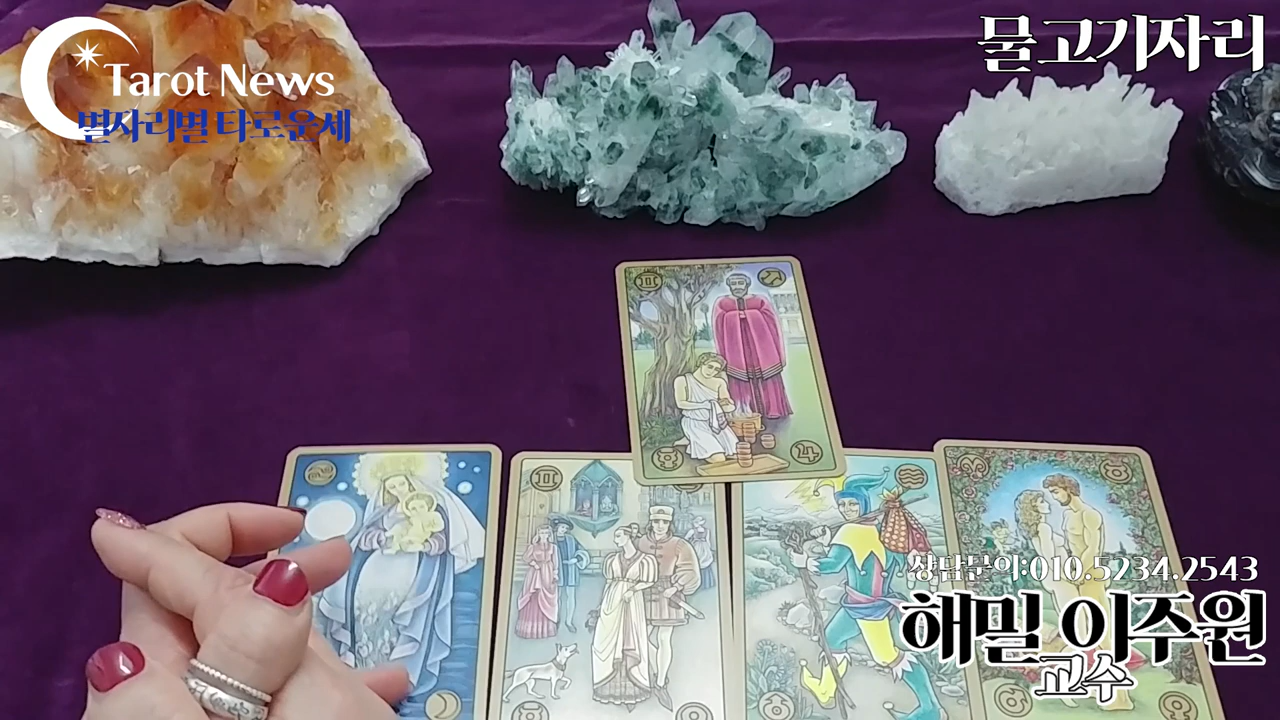 Tarot News
별자리별 타로운세
물고기자리
상담문의:010.5234.2543
해밀 이주원
교수